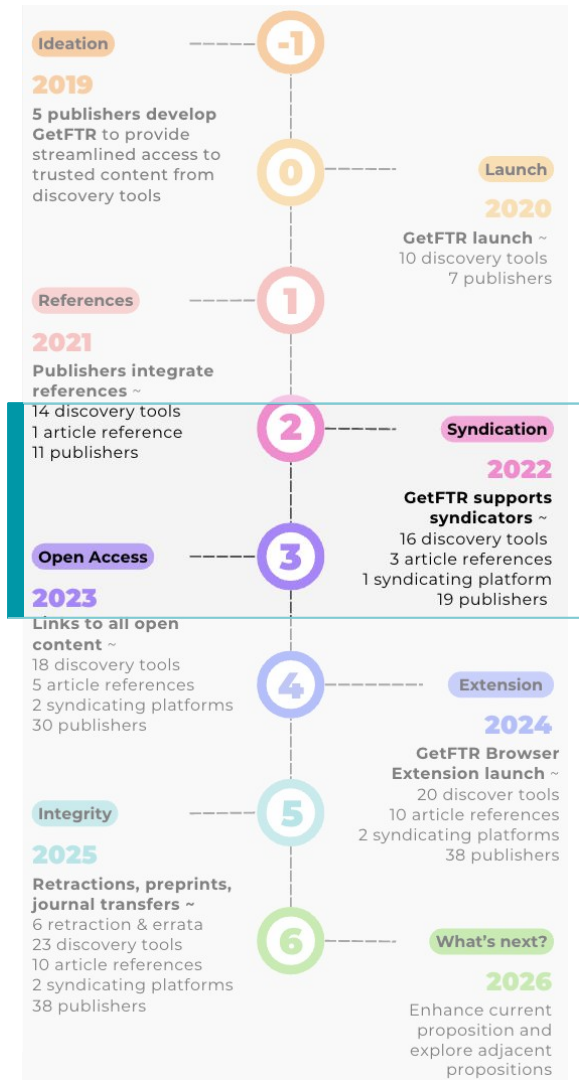 -1
Ideation
2019
5 publishers develop
GetFTR to provide
streamlined access to
trusted content from
discovery tools
0
Launch
2020
GetFTR launch ~
10 discovery tools
7 publishers
1
References
2021
Publishers integrate
references ~
14 discovery tools
1 article reference
11 publishers
2
Syndication
2022
GetFTR supports
syndicators ~
16 discovery tools
3 article references
1 syndicating platform
19 publishers
3
Open Access
2023
Links to all open
content ~
18 discovery tools
5 article references
2 syndicating platforms
30 publishers
4
Extension
2024
GetFTR Browser
Extension launch ~
20 discover tools
10 article references
2 syndicating platforms
38 publishers
5
Integrity
2025
Retractions, preprints,
journal transfers ~
6 retraction & errata
23 discovery tools
10 article references
2 syndicating platforms
38 publishers
6
What's next?
2026
Enhance current
proposition and
explore adjacent
propositions